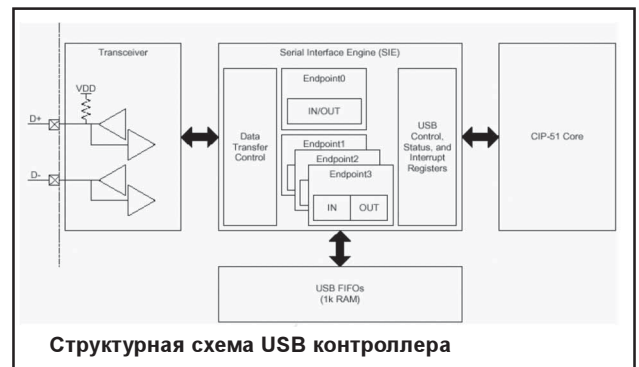 Transceiver
VDD
D+
D-
Serial Interface Engine (SIE)
Data
Transfer
Control
Endpoint0
IN/OUT
Endpoint1
Endpoint2
Endpoint3
IN OUT
USB
Control,
Status, and
Interrupt
Registers
CIP-51 Core
USB FIFOs
(1k RAM)
Структурная схема USB контроллера